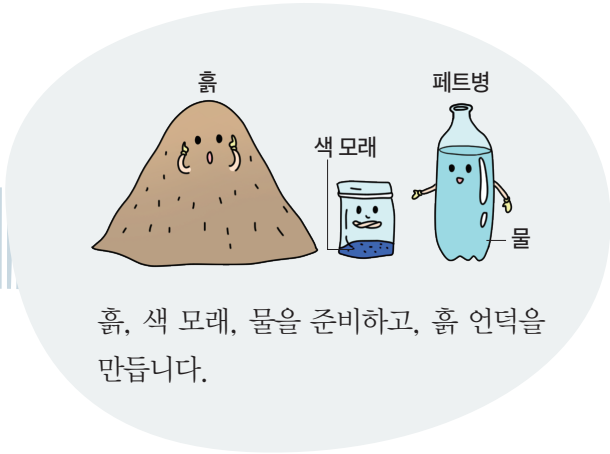 흙
페트병
색 모래
물
흙, 색 모래, 물을 준비하고, 흙 언덕을
만듭니다.